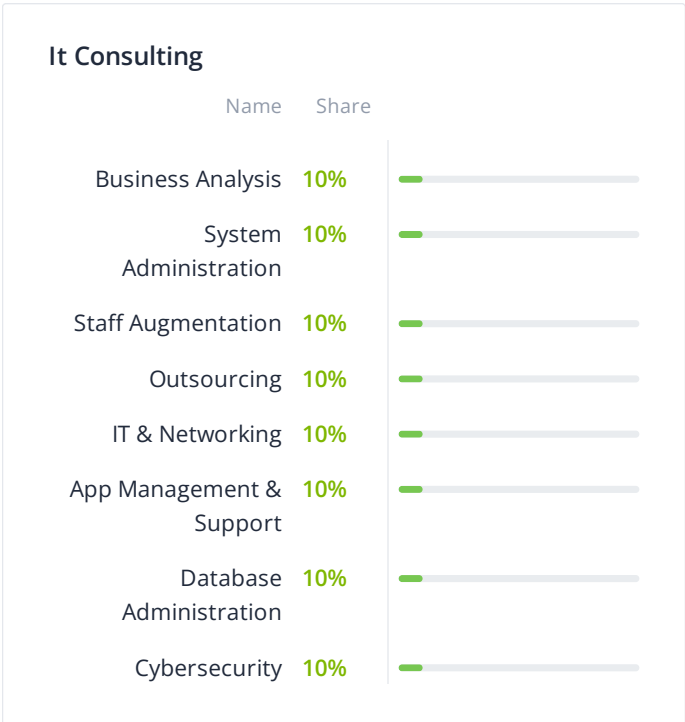 It Consulting
Name Share
Business Analysis 10%
System 10%
Administration
Staff Augmentation 10%
Outsourcing 10%
IT & Networking 10%
App Management & 10%
Support
Database 10%
Administration
Cybersecurity 10%